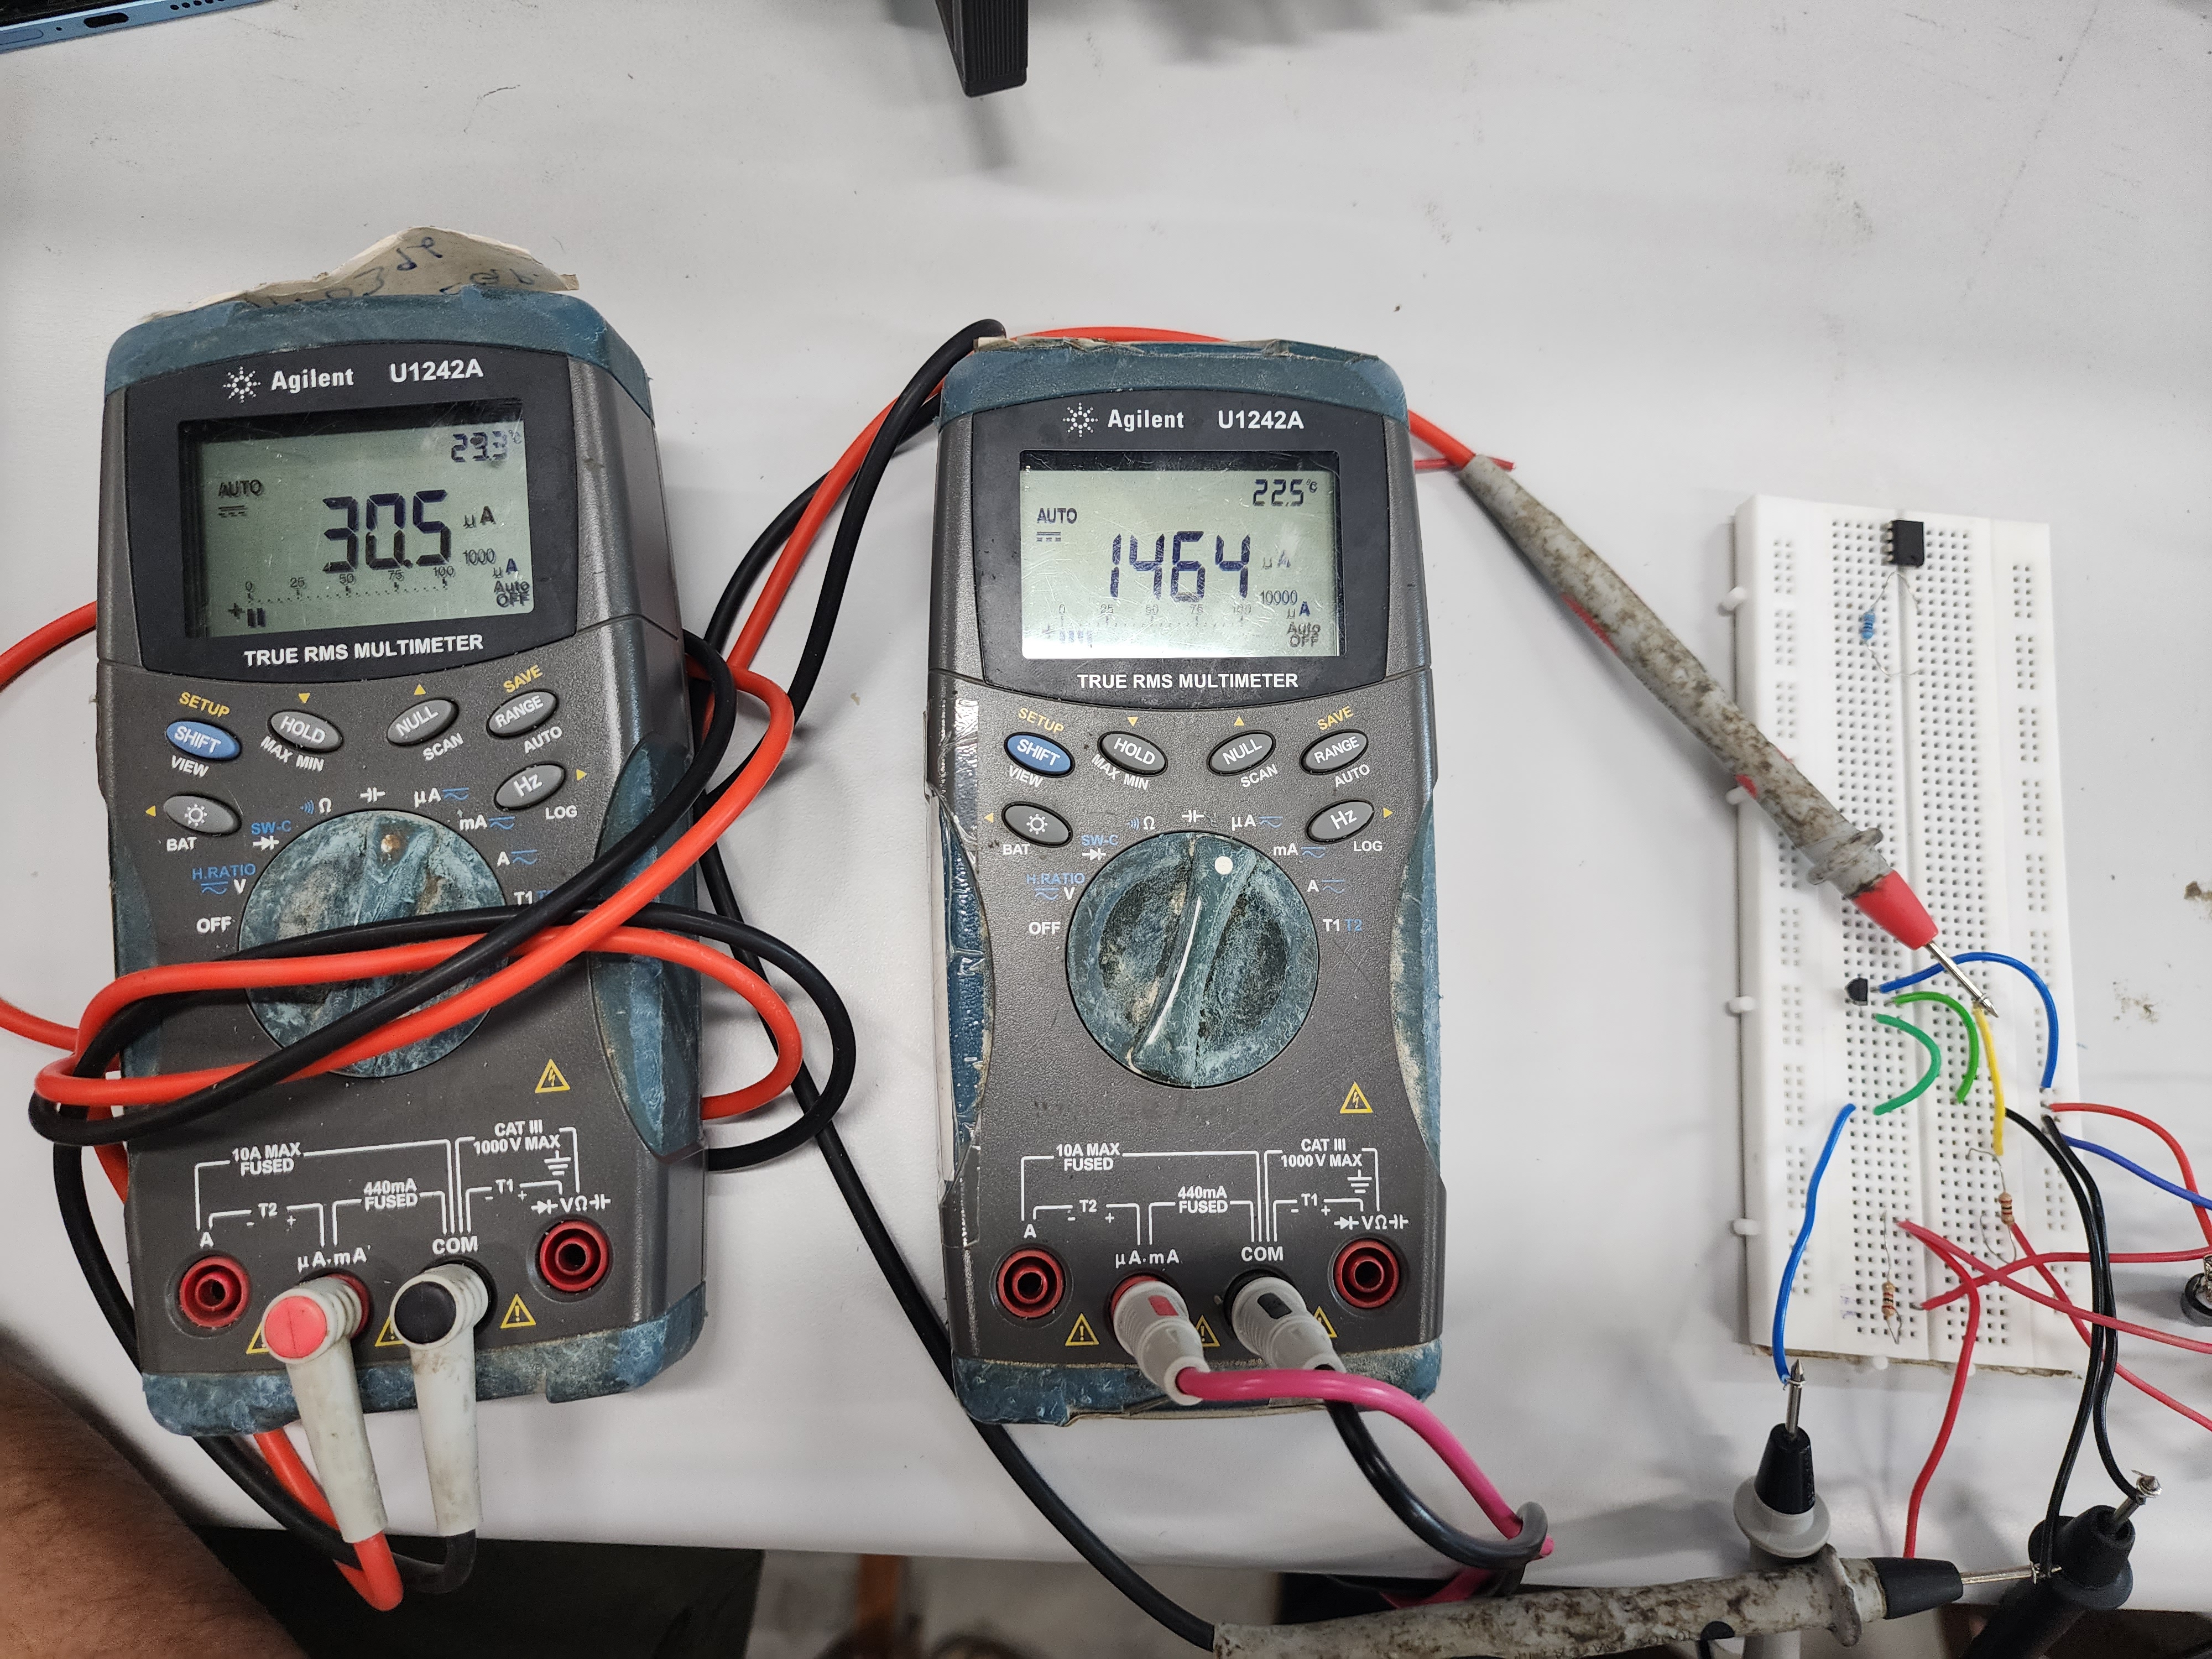 Agilent U1242A
23.3°C
AUTO
30.5 µA
1000 µA
0 25 50 75 100
Auto OFF
+
TRUE RMS MULTIMETER
SETUP SAVE
SHIFT HOLD NULL RANGE
VIEW MAX MIN SCAN AUTO
Hz
BAT LOG
SW-C Ω µA mA
H.RATIO V A
OFF T1
CAT III
10A MAX FUSED 1000V MAX
440mA FUSED
T2 T1
- + - +
A µA.mA COM VΩ
Agilent U1242A
22.5°C
AUTO
1464 µA
10000 µA
0 25 50 75 100
Auto OFF
+
TRUE RMS MULTIMETER
SETUP SAVE
SHIFT HOLD NULL RANGE
VIEW MAX MIN SCAN AUTO
Hz
BAT LOG
SW-C Ω µA mA
H.RATIO V A
OFF T1 T2
CAT III
10A MAX FUSED 1000V MAX
440mA FUSED
T2 T1
- + - +
A µA.mA COM VΩ